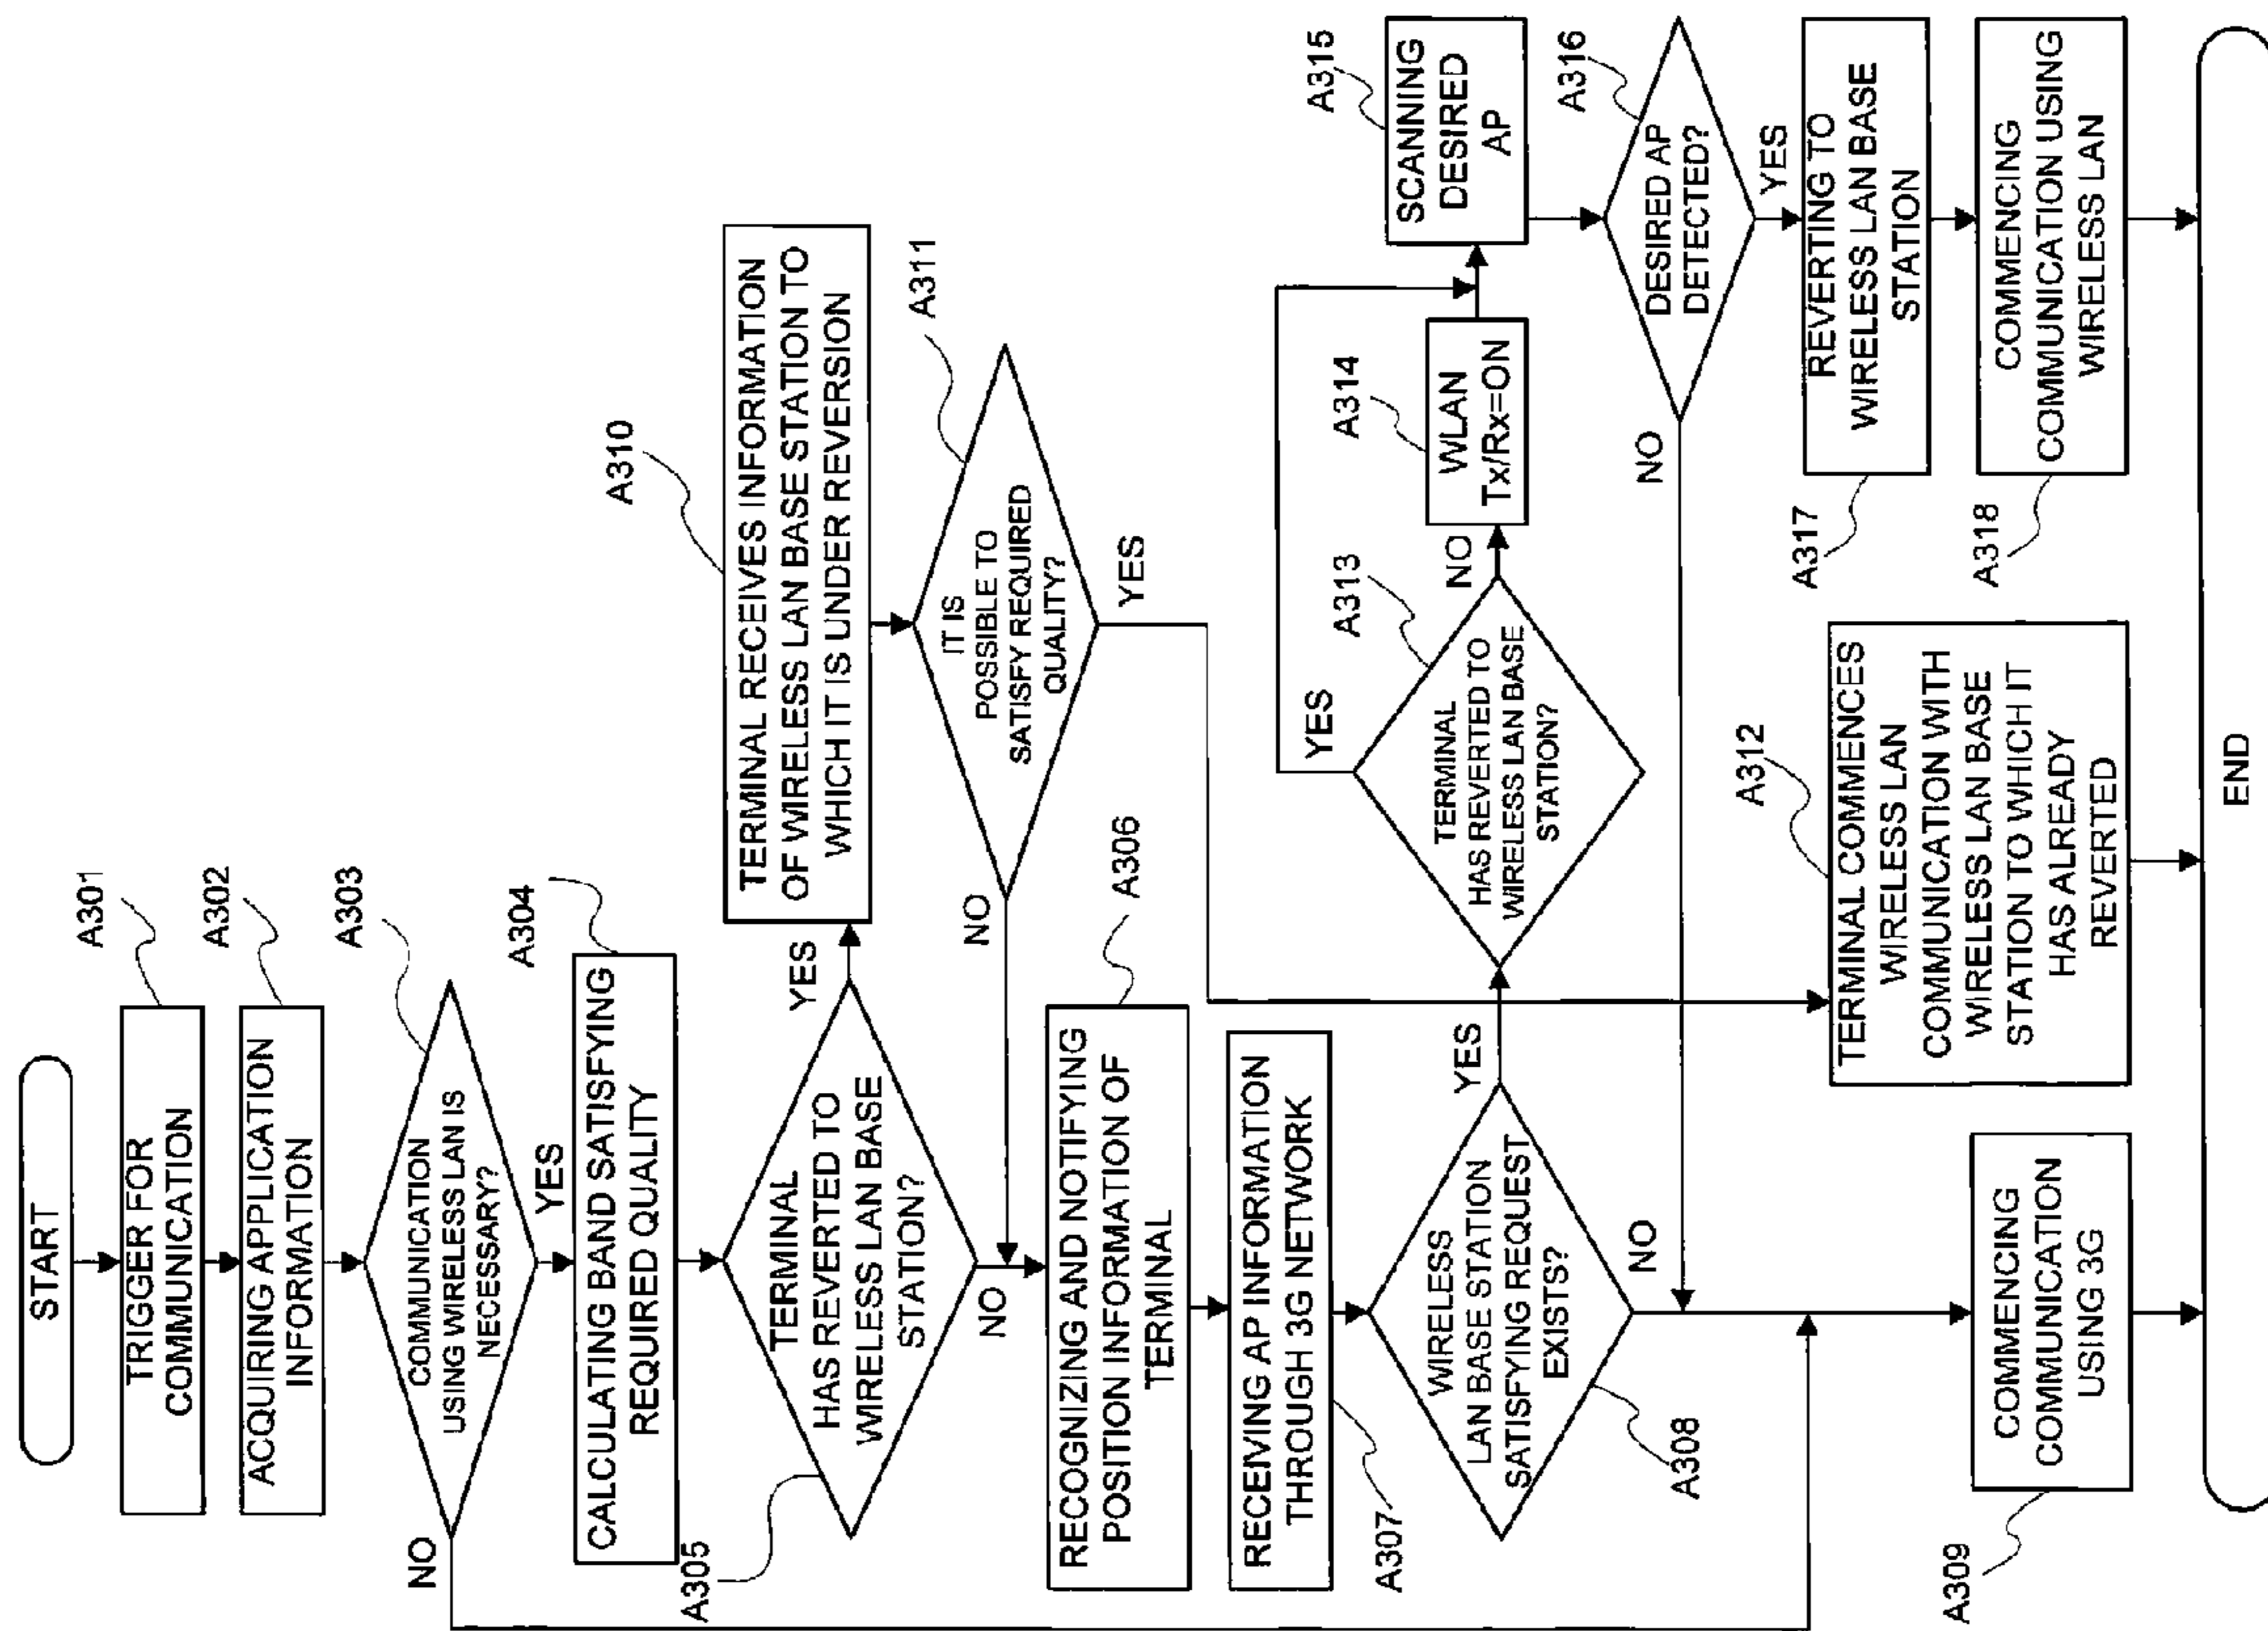 START
A301
TRIGGER FOR
COMMUNICATION
A302
ACQUIRING APPLICATION
INFORMATION
A303
COMMUNICATION
USING WIRELESS LAN IS
NECESSARY?
NO
YES
A304
CALCULATING BAND SATISFYING
REQUIRED QUALITY
A305
TERMINAL
HAS REVERTED TO
WIRELESS LAN BASE
STATION?
YES
NO
A310
TERMINAL RECEIVES INFORMATION
OF WIRELESS LAN BASE STATION TO
WHICH IT IS UNDER REVERSION
A311
IT IS
POSSIBLE TO
SATISFY REQUIRED
QUALITY?
NO
YES
A306
RECOGNIZING AND NOTIFYING
POSITION INFORMATION OF
TERMINAL
A307
RECEIVING AP INFORMATION
THROUGH 3G NETWORK
A308
WIRELESS
LAN BASE STATION
SATISFYING REQUEST
EXISTS?
YES
NO
A313
TERMINAL
HAS REVERTED TO
WIRELESS LAN BASE
STATION?
YES
NO
A314
WLAN
Tx/Rx=ON
A315
SCANNING
DESIRED
AP
A316
DESIRED AP
DETECTED?
NO
YES
A317
REVERTING TO
WIRELESS LAN BASE
STATION
A309
COMMENCING
COMMUNICATION
USING 3G
A312
TERMINAL COMMENCES
WIRELESS LAN
COMMUNICATION WITH
WIRELESS LAN BASE
STATION TO WHICH IT
HAS ALREADY
REVERTED
A318
COMMENCING
COMMUNICATION USING
WIRELESS LAN
END